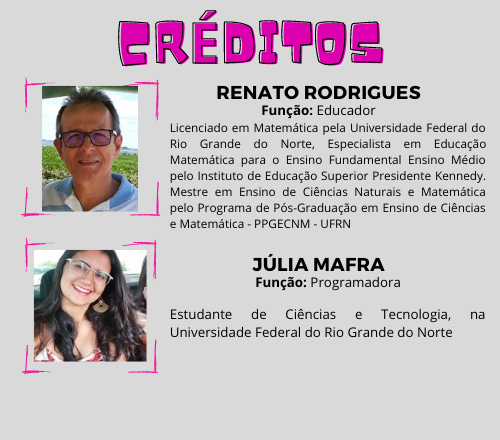 CRÉDITOS
RENATO RODRIGUES
Função: Educador
Licenciado em Matemática pela Universidade Federal do
Rio Grande do Norte, Especialista em Educação
Matemática para o Ensino Fundamental Ensino Médio
pelo Instituto de Educação Superior Presidente Kennedy.
Mestre em Ensino de Ciências Naturais e Matemática
pelo Programa de Pós-Graduação em Ensino de Ciências
e Matemática - PPGECNM - UFRN
JÚLIA MAFRA
Função: Programadora
Estudante de Ciências e Tecnologia, na
Universidade Federal do Rio Grande do Norte